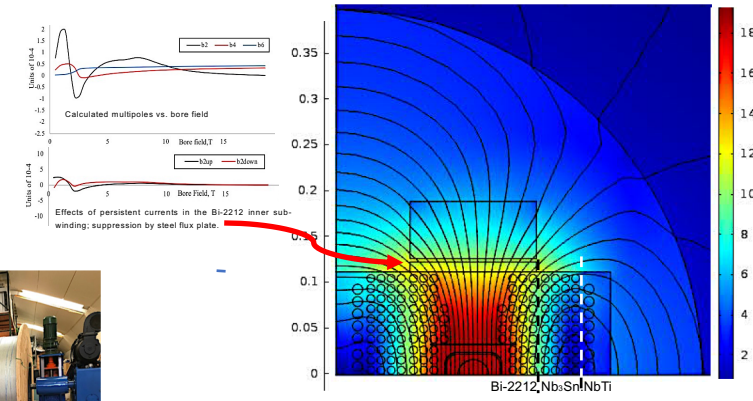 2
1.5
1
0.5
0
-0.5
-1
-1.5
-2
-2.5
Units of 10-4
b2 b4 b6
Calculated multipoles vs. bore field
0 5 10 15
Bore field,T
10
5
0
-5
-10
Units of 10-4
b2up b2down
0 5 10 15
Bore Field, T
Effects of persistent currents in the Bi-2212 inner sub-
winding; suppression by steel flux plate.
0.35
0.3
0.25
0.2
0.15
0.1
0.05
0
Bi-2212 Nb₃Sn NbTi
18
16
14
12
10
8
6
4
2